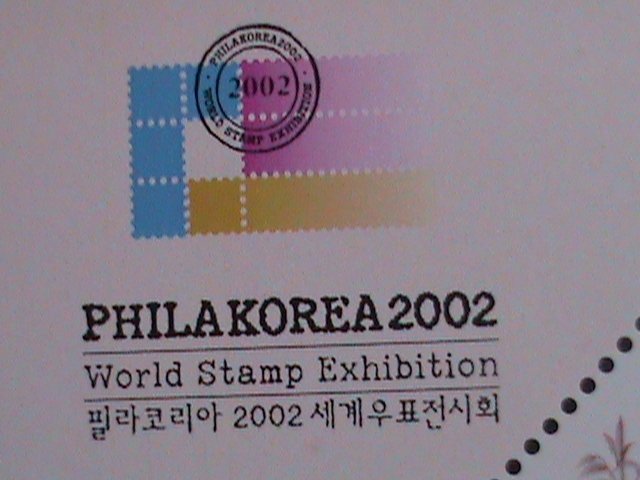 PHILAKOREA2002
2002
WORLD STAMP EXHIBITION
PHILAKOREA2002
World Stamp Exhibition
필라코리아 2002 세계우표전시회